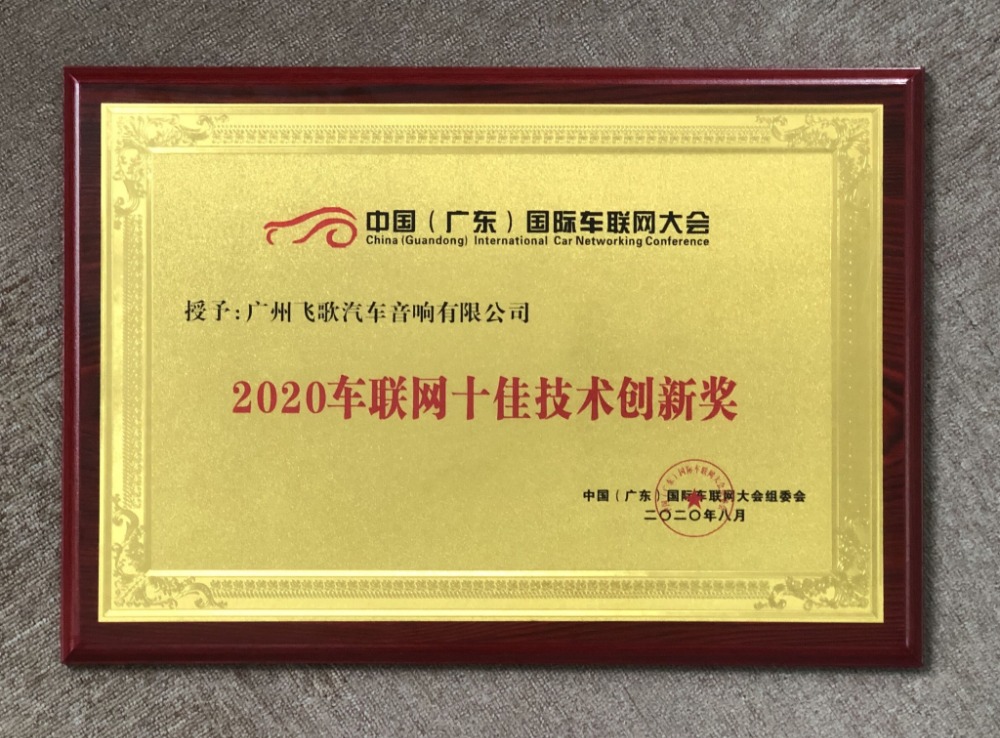 中国（广东）国际车联网大会
China (Guandong) International Car Networking Conference
授予：广州飞歌汽车音响有限公司
2020车联网十佳技术创新奖
中国（广东）国际车联网大会组委会
二〇二〇年八月